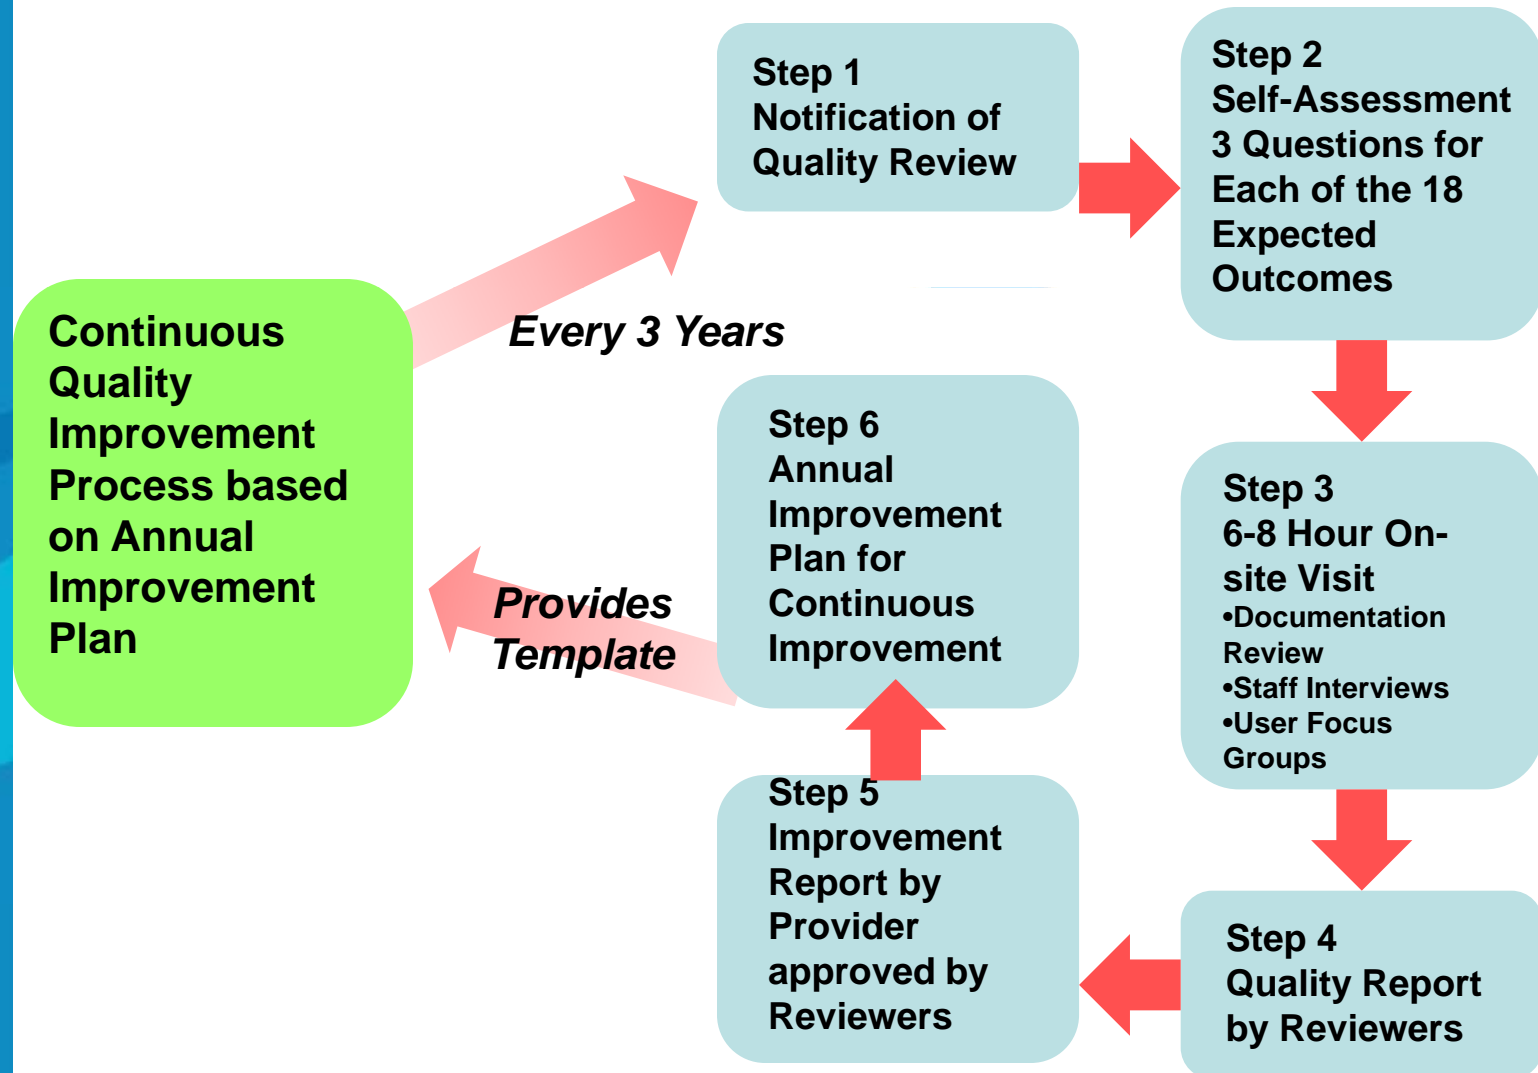 Step 1
Notification of
Quality Review
Step 2
Self-Assessment
3 Questions for
Each of the 18
Expected
Outcomes
Continuous
Quality
Improvement
Process based
on Annual
Improvement
Plan
Every 3 Years
Step 6
Annual
Improvement
Plan for
Continuous
Improvement
Step 3
6-8 Hour On-
site Visit
•Documentation
Review
•Staff Interviews
•User Focus
Groups
Provides
Template
Step 5
Improvement
Report by
Provider
approved by
Reviewers
Step 4
Quality Report
by Reviewers